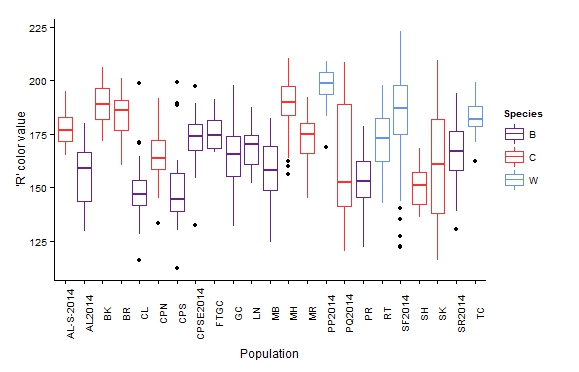 225
200
175
150
125
'R' color value
AL-S-2014
AL2014
BK
BR
CL
CPN
CPS
CPSE2014
FTGC
GC
LN
MB
MH
MR
PP2014
PQ2014
PR
RT
SF2014
SH
SK
SR2014
TC
Population
Species
B
C
W